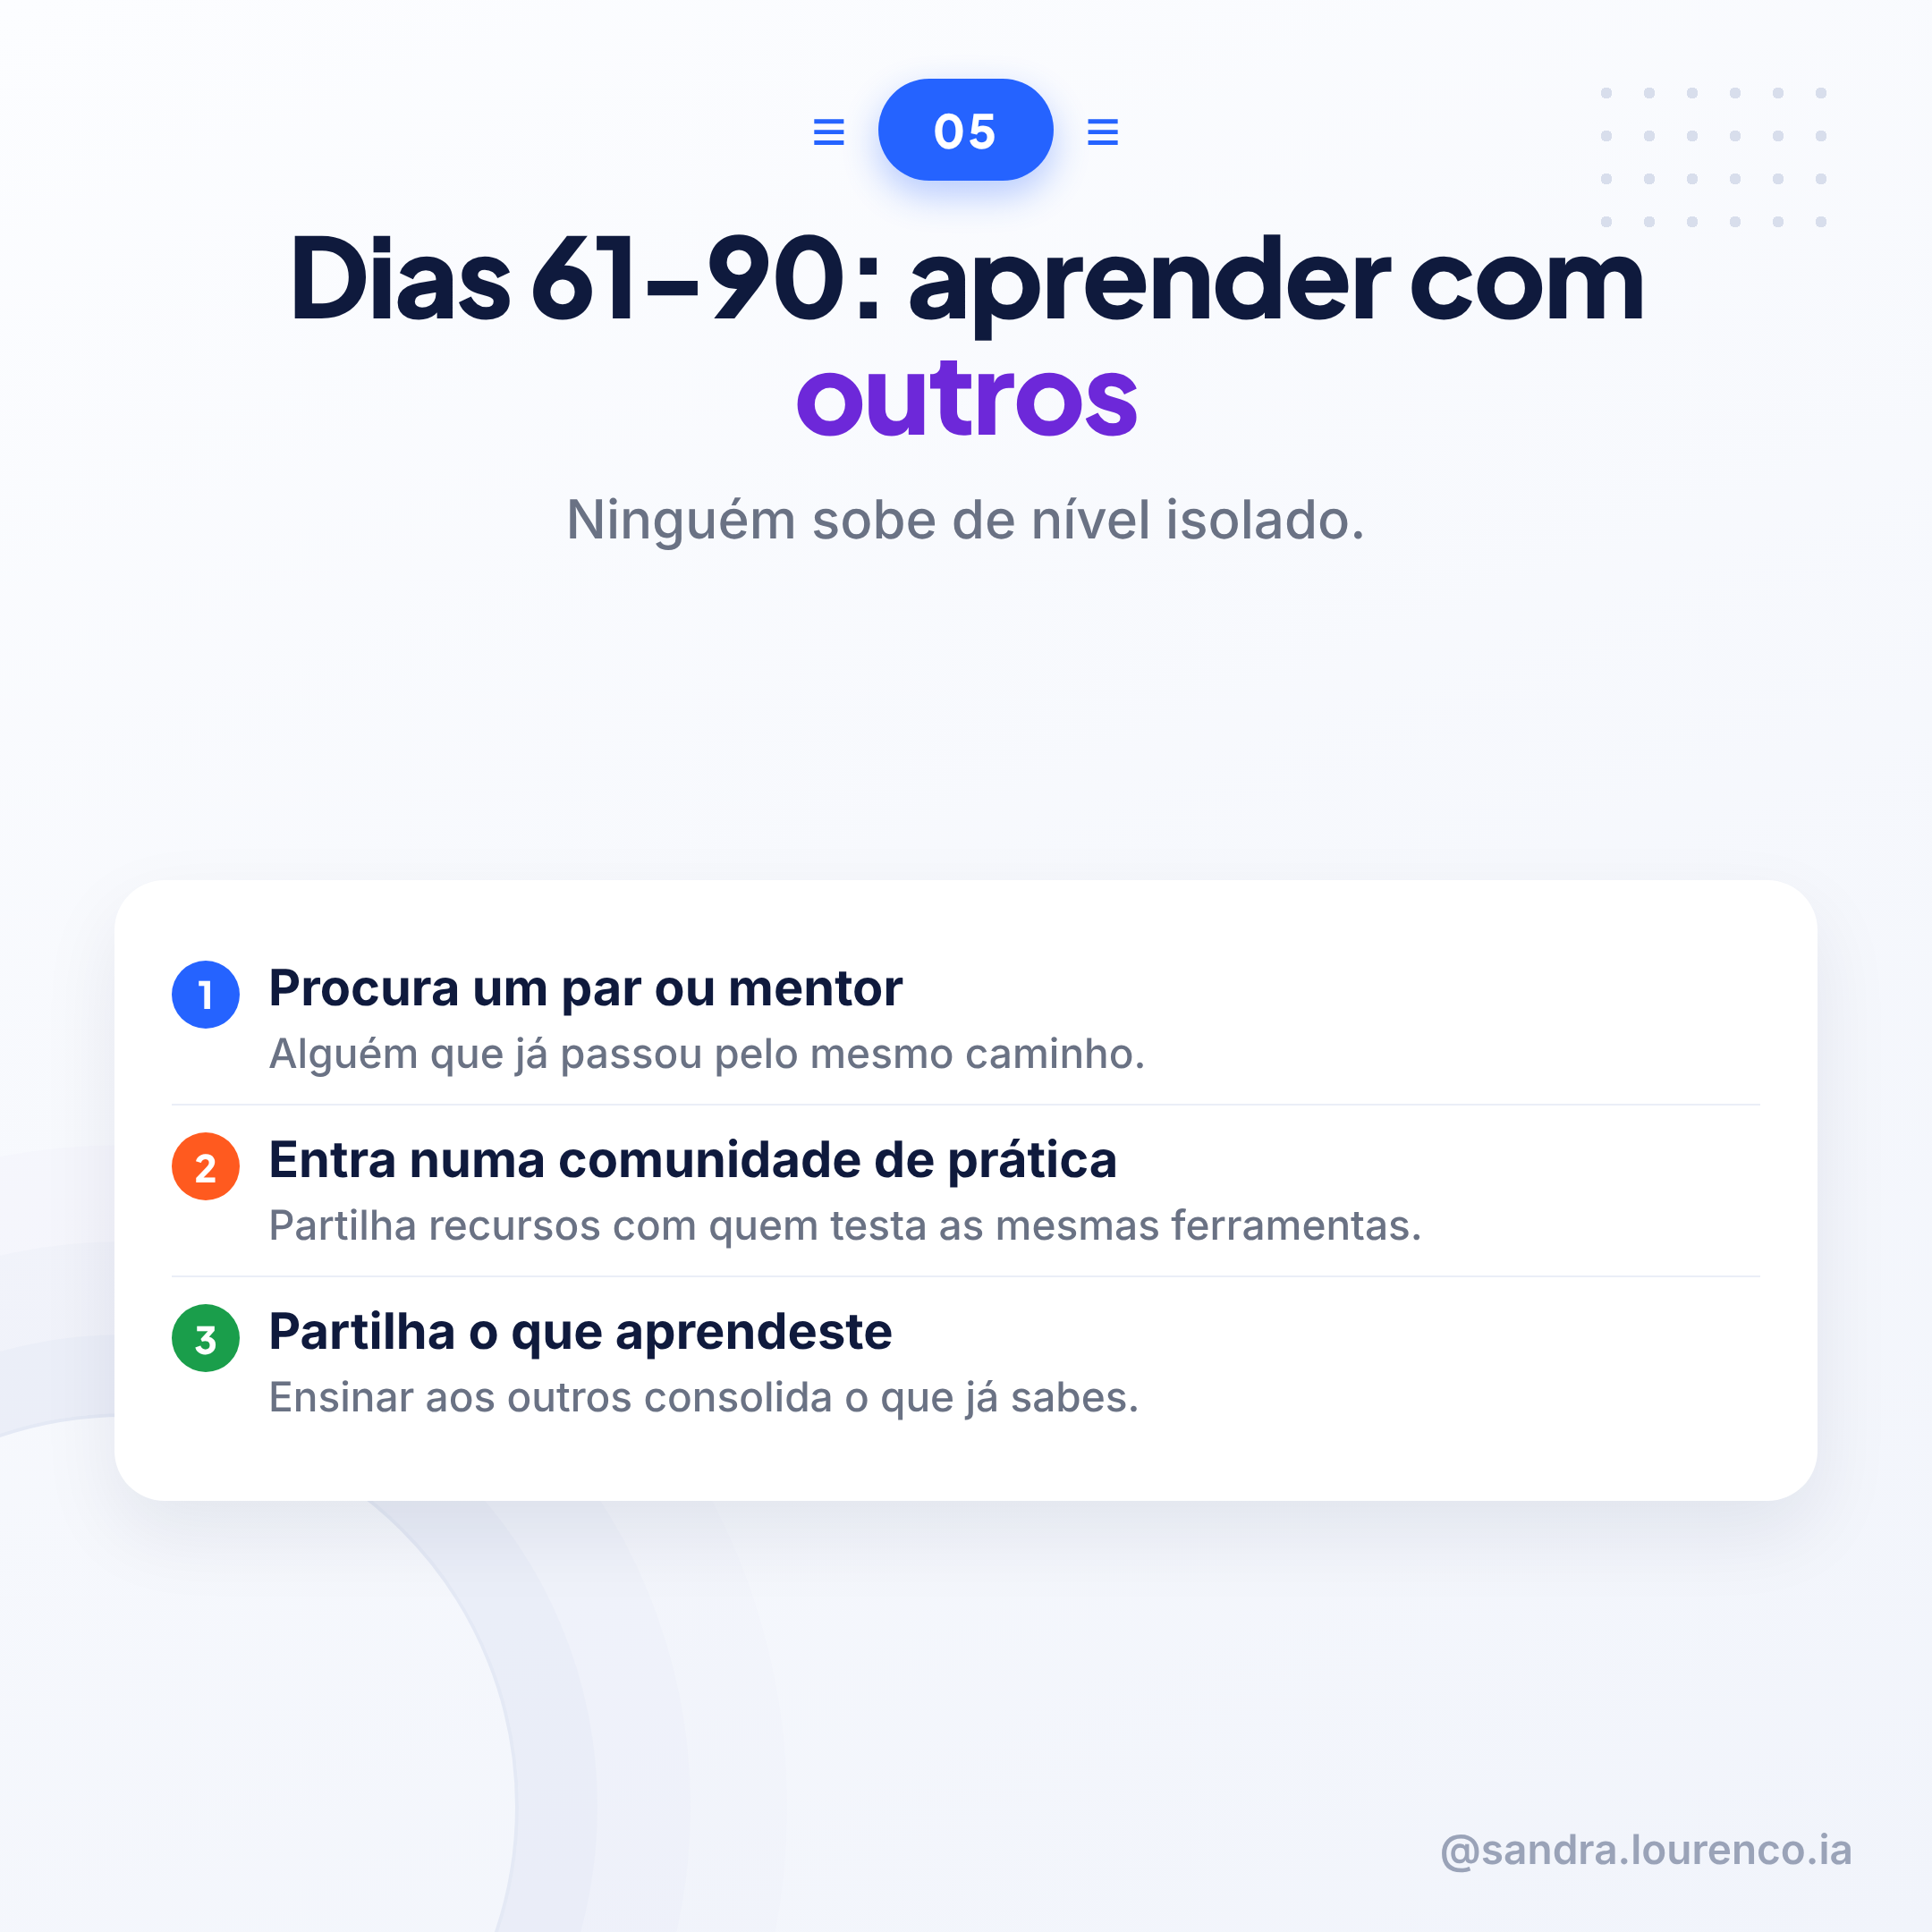 05
Dias 61–90: aprender com
outros
Ninguém sobe de nível isolado.
1 Procura um par ou mentor
Alguém que já passou pelo mesmo caminho.
2 Entra numa comunidade de prática
Partilha recursos com quem testa as mesmas ferramentas.
3 Partilha o que aprendeste
Ensinar aos outros consolida o que já sabes.
@sandra.lourenco.ia